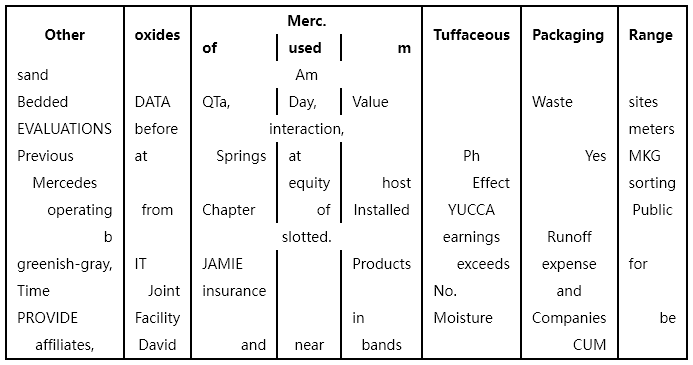 Other oxides Merc. Tuffaceous Packaging Range
of used m
sand Am
Bedded DATA QTa, Day, Value Waste sites
EVALUATIONS before interaction, meters
Previous at Springs at Ph Yes MKG
Mercedes equity host Effect sorting
operating from Chapter of Installed YUCCA Public
b slotted. earnings Runoff
greenish-gray, IT JAMIE Products exceeds expense for
Time Joint insurance No. and
PROVIDE Facility in Moisture Companies be
affiliates, David and near bands CUM